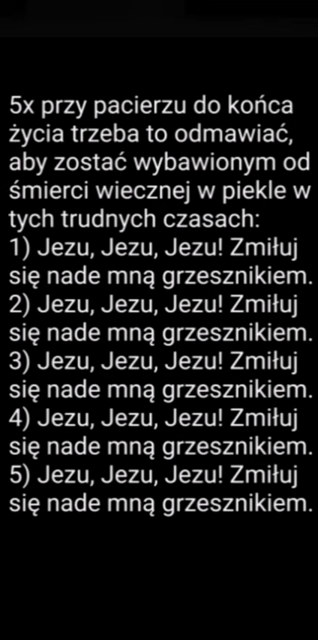 5x przy pacierzu do końca
życia trzeba to odmawiać,
aby zostać wybawionym od
śmierci wiecznej w piekle w
tych trudnych czasach:
1) Jezu, Jezu, Jezu! Zmiłuj
się nade mną grzesznikiem.
2) Jezu, Jezu, Jezu! Zmiłuj
się nade mną grzesznikiem.
3) Jezu, Jezu, Jezu! Zmiłuj
się nade mną grzesznikiem.
4) Jezu, Jezu, Jezu! Zmiłuj
się nade mną grzesznikiem.
5) Jezu, Jezu, Jezu! Zmiłuj
się nade mną grzesznikiem.